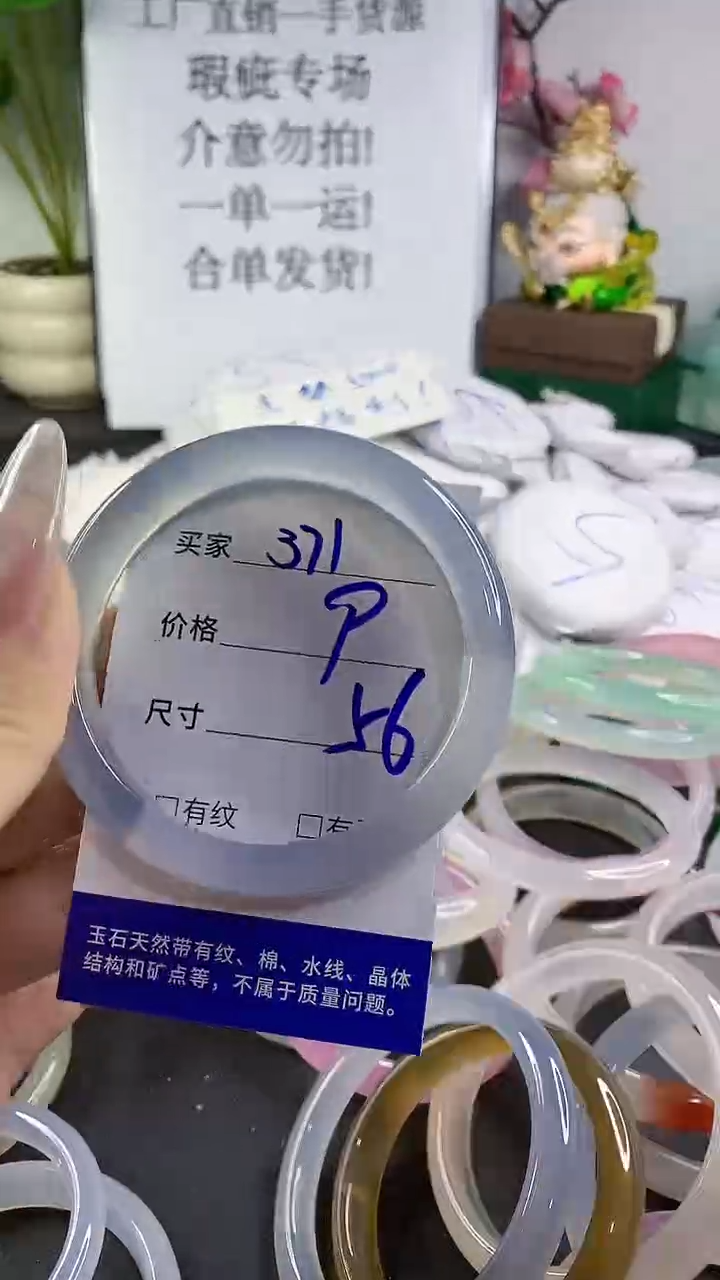 工厂直销一手货源
瑕疵专场
介意勿拍!
一单一运!
合单发货!
买家 371
价格 P
尺寸 56
□有纹 □有
玉石天然带有纹、棉、水线、晶体
结构和矿点等，不属于质量问题。